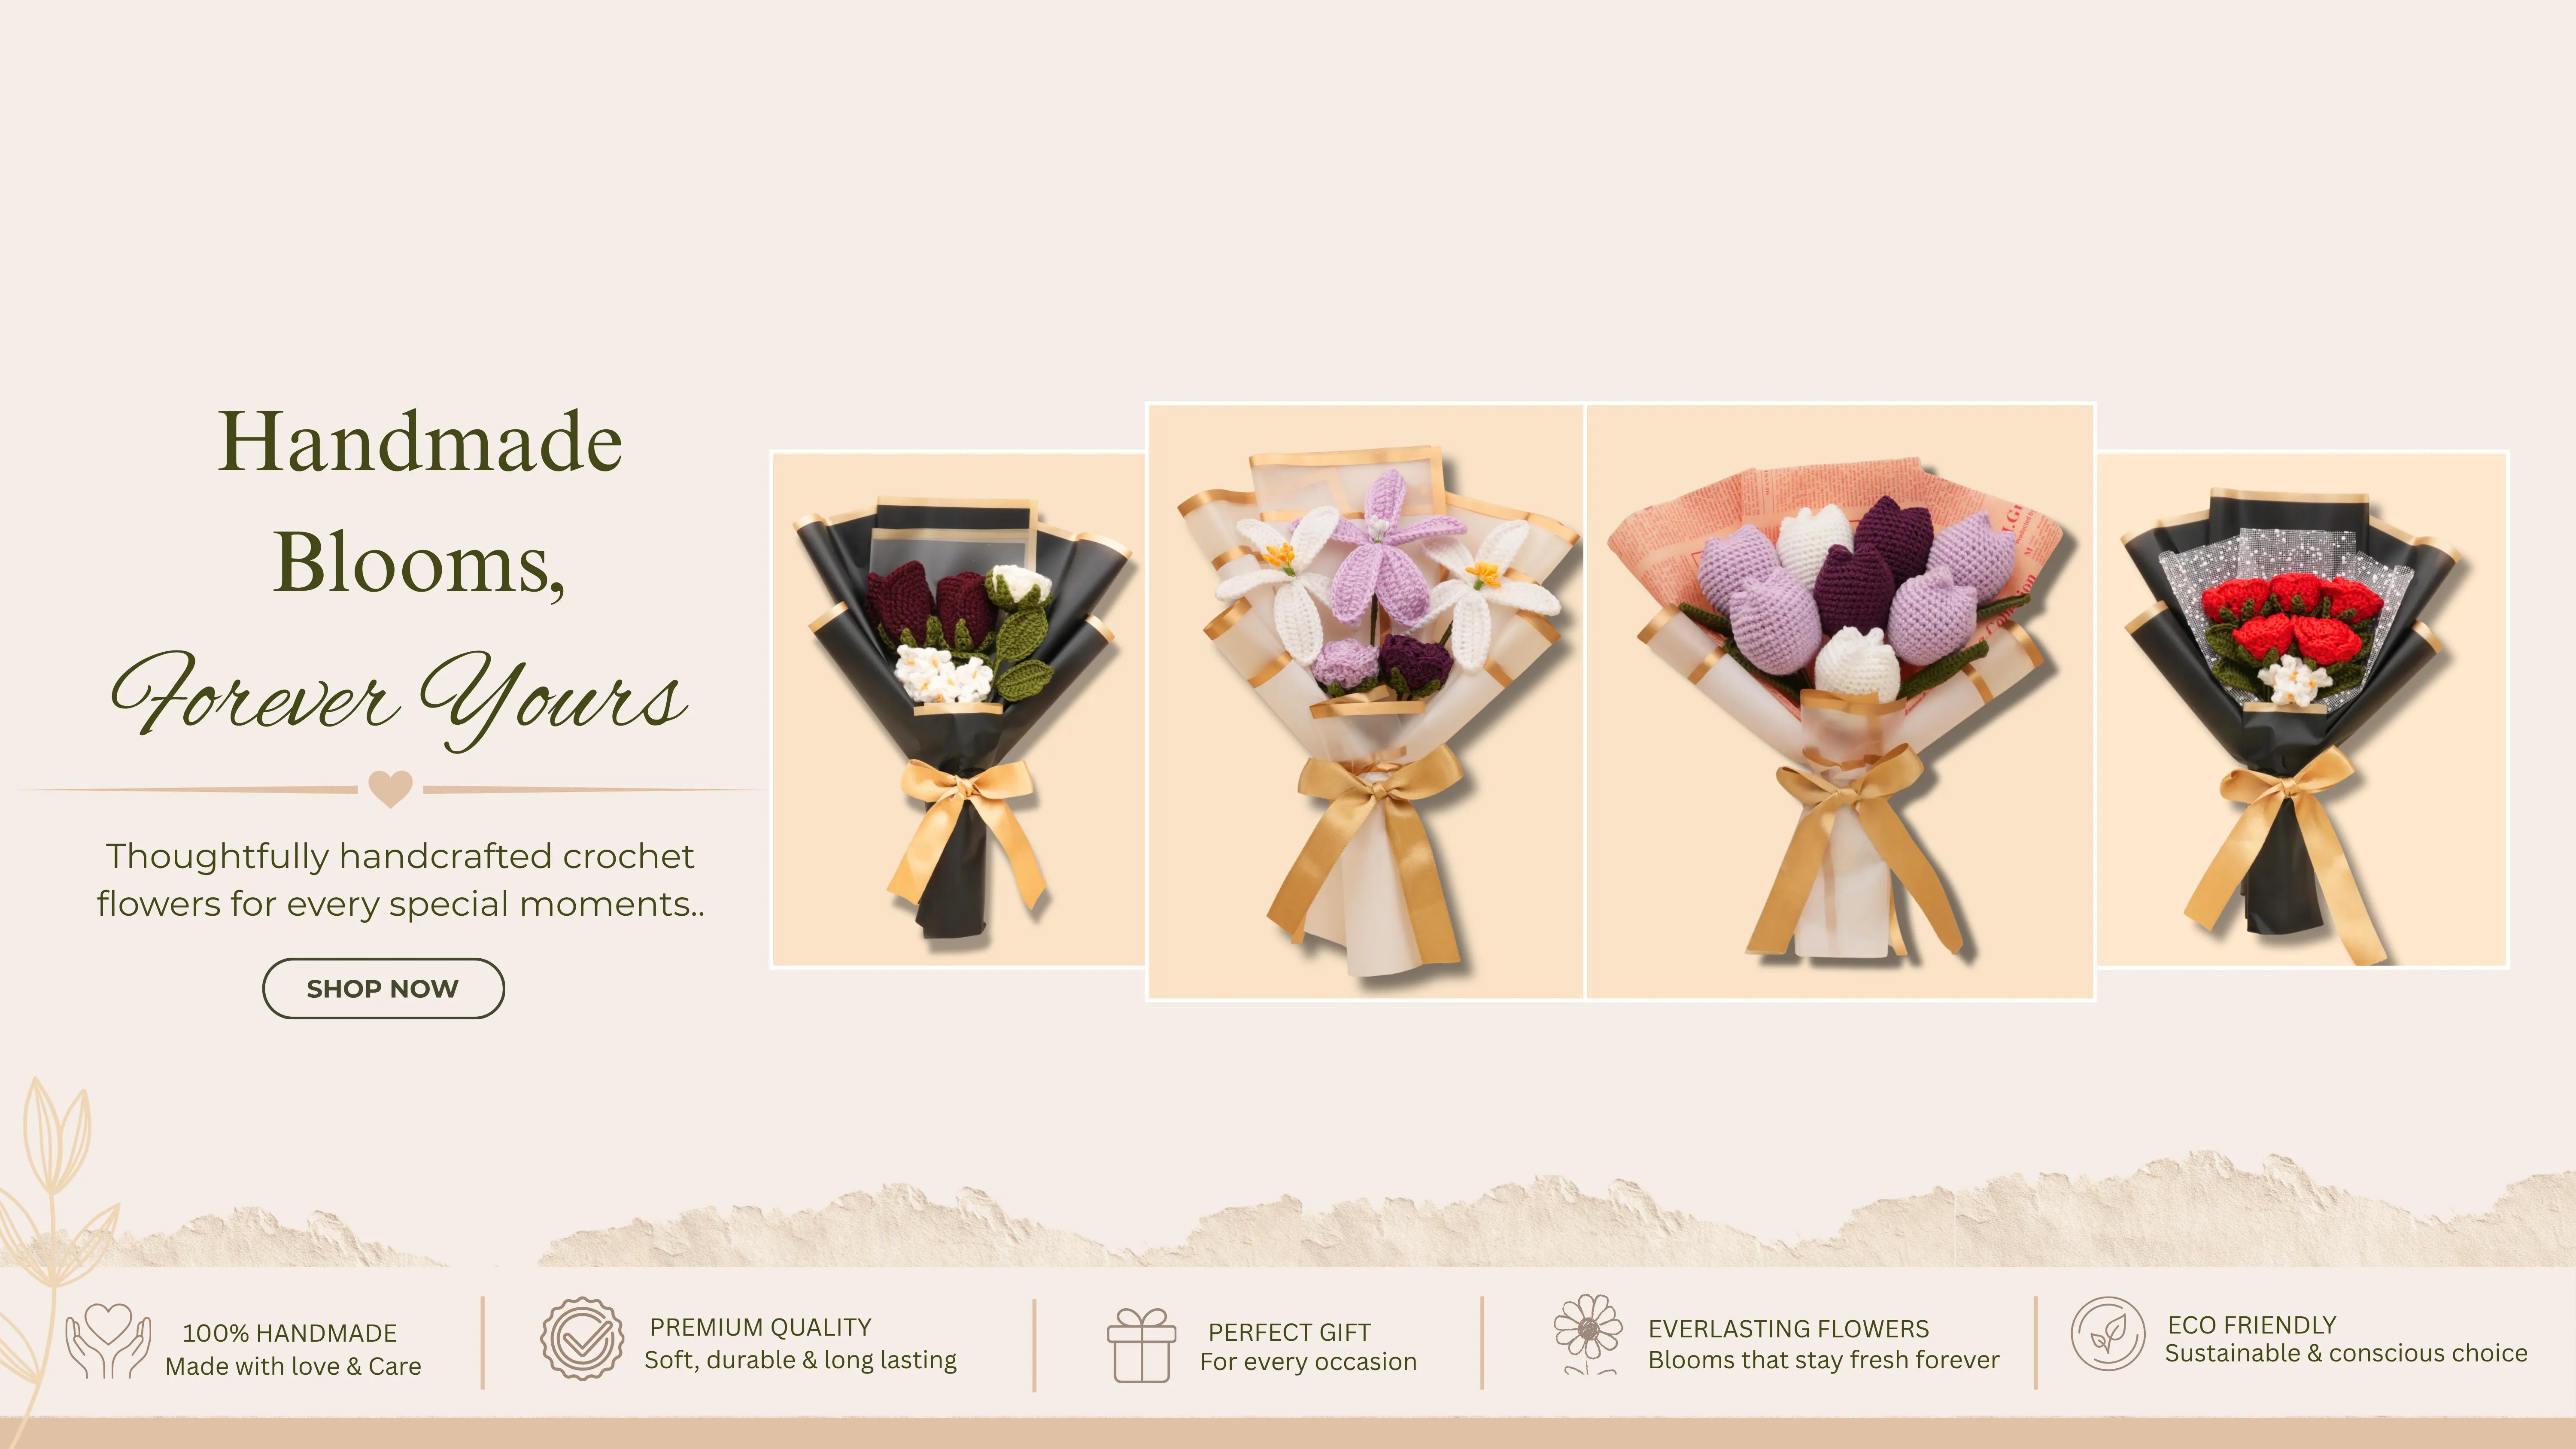 Handmade
Blooms,
Forever Yours
Thoughtfully handcrafted crochet
flowers for every special moments..
SHOP NOW
100% HANDMADE
Made with love & Care
PREMIUM QUALITY
Soft, durable & long lasting
PERFECT GIFT
For every occasion
EVERLASTING FLOWERS
Blooms that stay fresh forever
ECO FRIENDLY
Sustainable & conscious choice